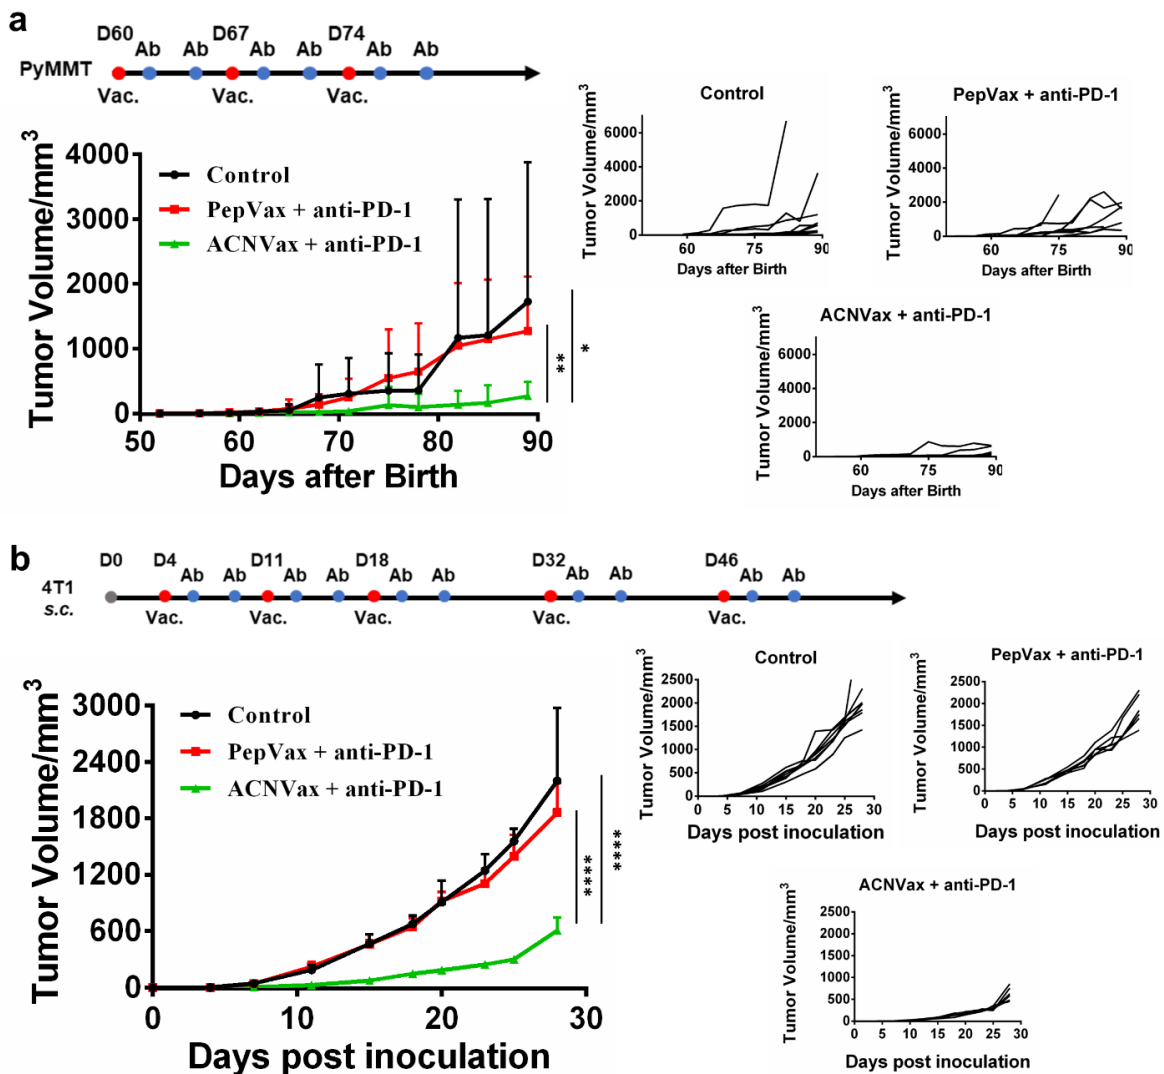 a
D60 D67 D74
Ab Ab Ab Ab Ab Ab
PyMMT
Vac. Vac. Vac.
Tumor Volume/mm³
4000
3000
2000
1000
0
50 60 70 80 90
Days after Birth
Control
PepVax + anti-PD-1
ACNVax + anti-PD-1
**
*
Control
Tumor Volume/mm³
6000
4000
2000
0
60 75 90
Days after Birth
PepVax + anti-PD-1
Tumor Volume/mm³
6000
4000
2000
0
60 75 90
Days after Birth
ACNVax + anti-PD-1
Tumor Volume/mm³
6000
4000
2000
0
60 75 90
Days after Birth
b
D0 D4 D11 D18 D32 D46
Ab Ab Ab Ab Ab Ab Ab Ab Ab Ab
4T1
s.c.
Vac. Vac. Vac. Vac. Vac.
Tumor Volume/mm³
3000
2400
1800
1200
600
0
0 10 20 30
Days post inoculation
Control
PepVax + anti-PD-1
ACNVax + anti-PD-1
****
****
Control
Tumor Volume/mm³
2500
2000
1500
1000
500
0
0 5 10 15 20 25 30
Days post inoculation
PepVax + anti-PD-1
Tumor Volume/mm³
2500
2000
1500
1000
500
0
0 5 10 15 20 25 30
Days post inoculation
ACNVax + anti-PD-1
Tumor Volume/mm³
2500
2000
1500
1000
500
0
0 5 10 15 20 25 30
Days post inoculation